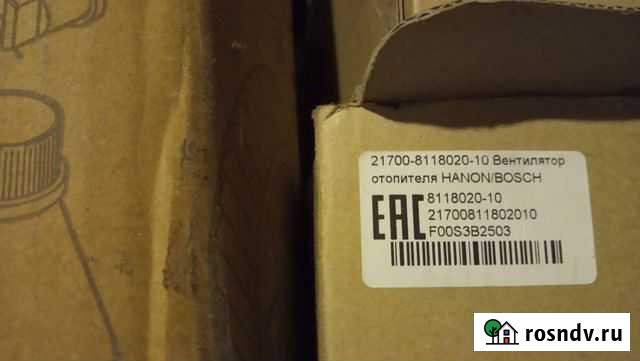 21700-8118020-10 Вентилятор
отопителя HANON/BOSCH
EAC
8118020-10
21700811802010
F00S3B2503
rosndv.ru